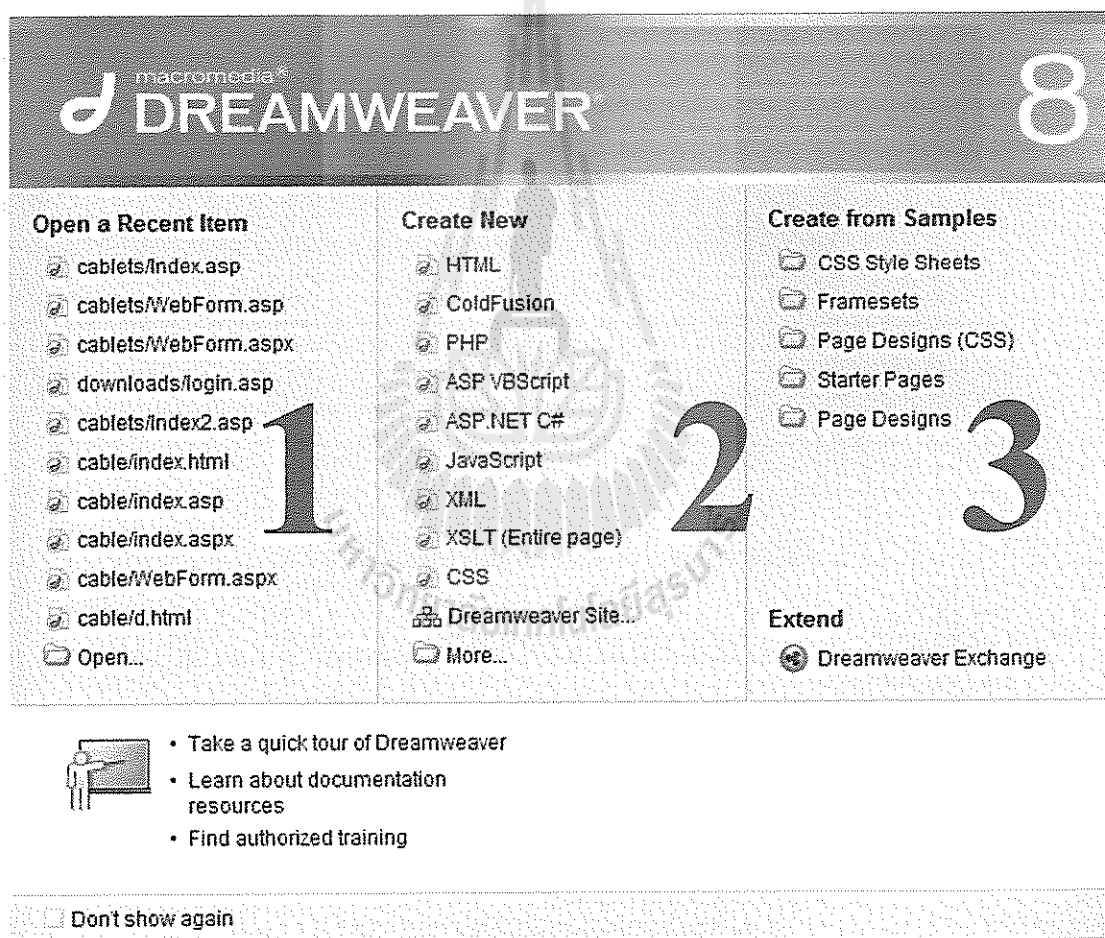 macromedia®
DREAMWEAVER®
8
Open a Recent Item
cablets/Index.asp
cablets/WebForm.asp
cablets/WebForm.aspx
downloads/login.asp
cablets/index2.asp
cable/index.html
cable/index.asp
cable/index.aspx
cable/WebForm.aspx
cable/d.html
Open...
1
Create New
HTML
ColdFusion
PHP
ASP VBScript
ASP.NET C#
JavaScript
XML
XSLT (Entire page)
CSS
Dreamweaver Site...
More...
2
Create from Samples
CSS Style Sheets
Framesets
Page Designs (CSS)
Starter Pages
Page Designs
3
Extend
Dreamweaver Exchange
• Take a quick tour of Dreamweaver
• Learn about documentation
resources
• Find authorized training
Don't show again